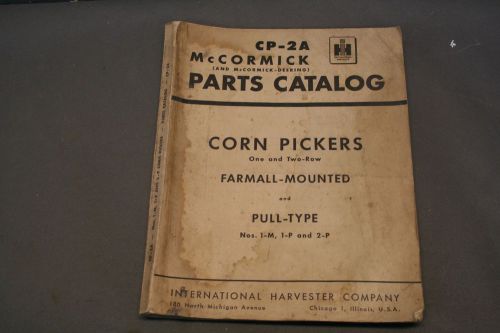 CP-2A
McCORMICK
(AND McCORMICK-DEERING)
PARTS CATALOG
IH
CORN PICKERS
One and Two-Row
FARMALL-MOUNTED
and
PULL-TYPE
Nos. 1-M, 1-P and 2-P
INTERNATIONAL HARVESTER COMPANY
180 North Michigan Avenue
Chicago 1, Illinois, U.S.A.